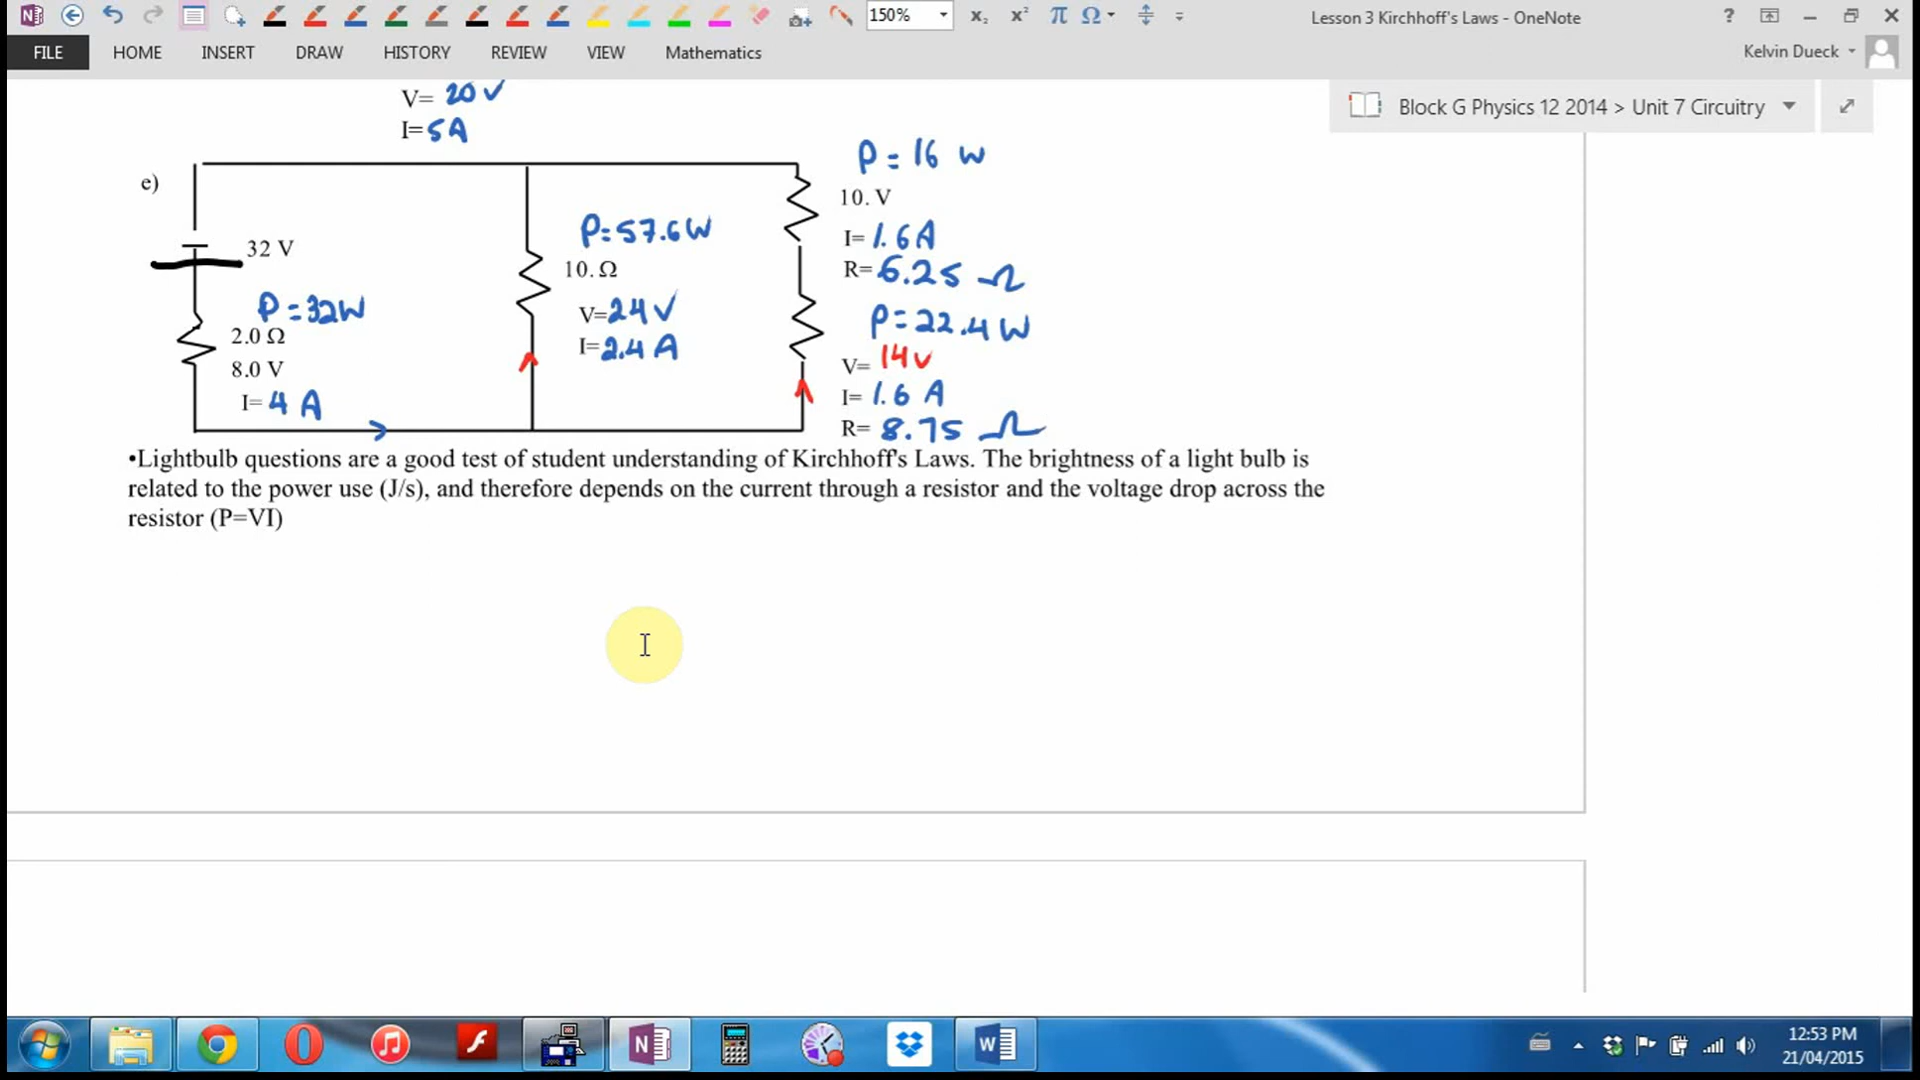 150%
x₂ x² π Ω
Lesson 3 Kirchhoff's Laws - OneNote
?
FILE HOME INSERT DRAW HISTORY REVIEW VIEW Mathematics
Kelvin Dueck
Block G Physics 12 2014 > Unit 7 Circuitry
V= 20 V
I= 5A
e)
32 V
P=32W
2.0 Ω
8.0 V
I= 4 A
P=57.6W
10. Ω
V=24V
I=2.4 A
P= 16 W
10. V
I= 1.6A
R= 6.25 Ω
P=22.4W
V= 14v
I= 1.6 A
R= 8.75 Ω
•Lightbulb questions are a good test of student understanding of Kirchhoff's Laws. The brightness of a light bulb is
related to the power use (J/s), and therefore depends on the current through a resistor and the voltage drop across the
resistor (P=VI)
12:53 PM
21/04/2015